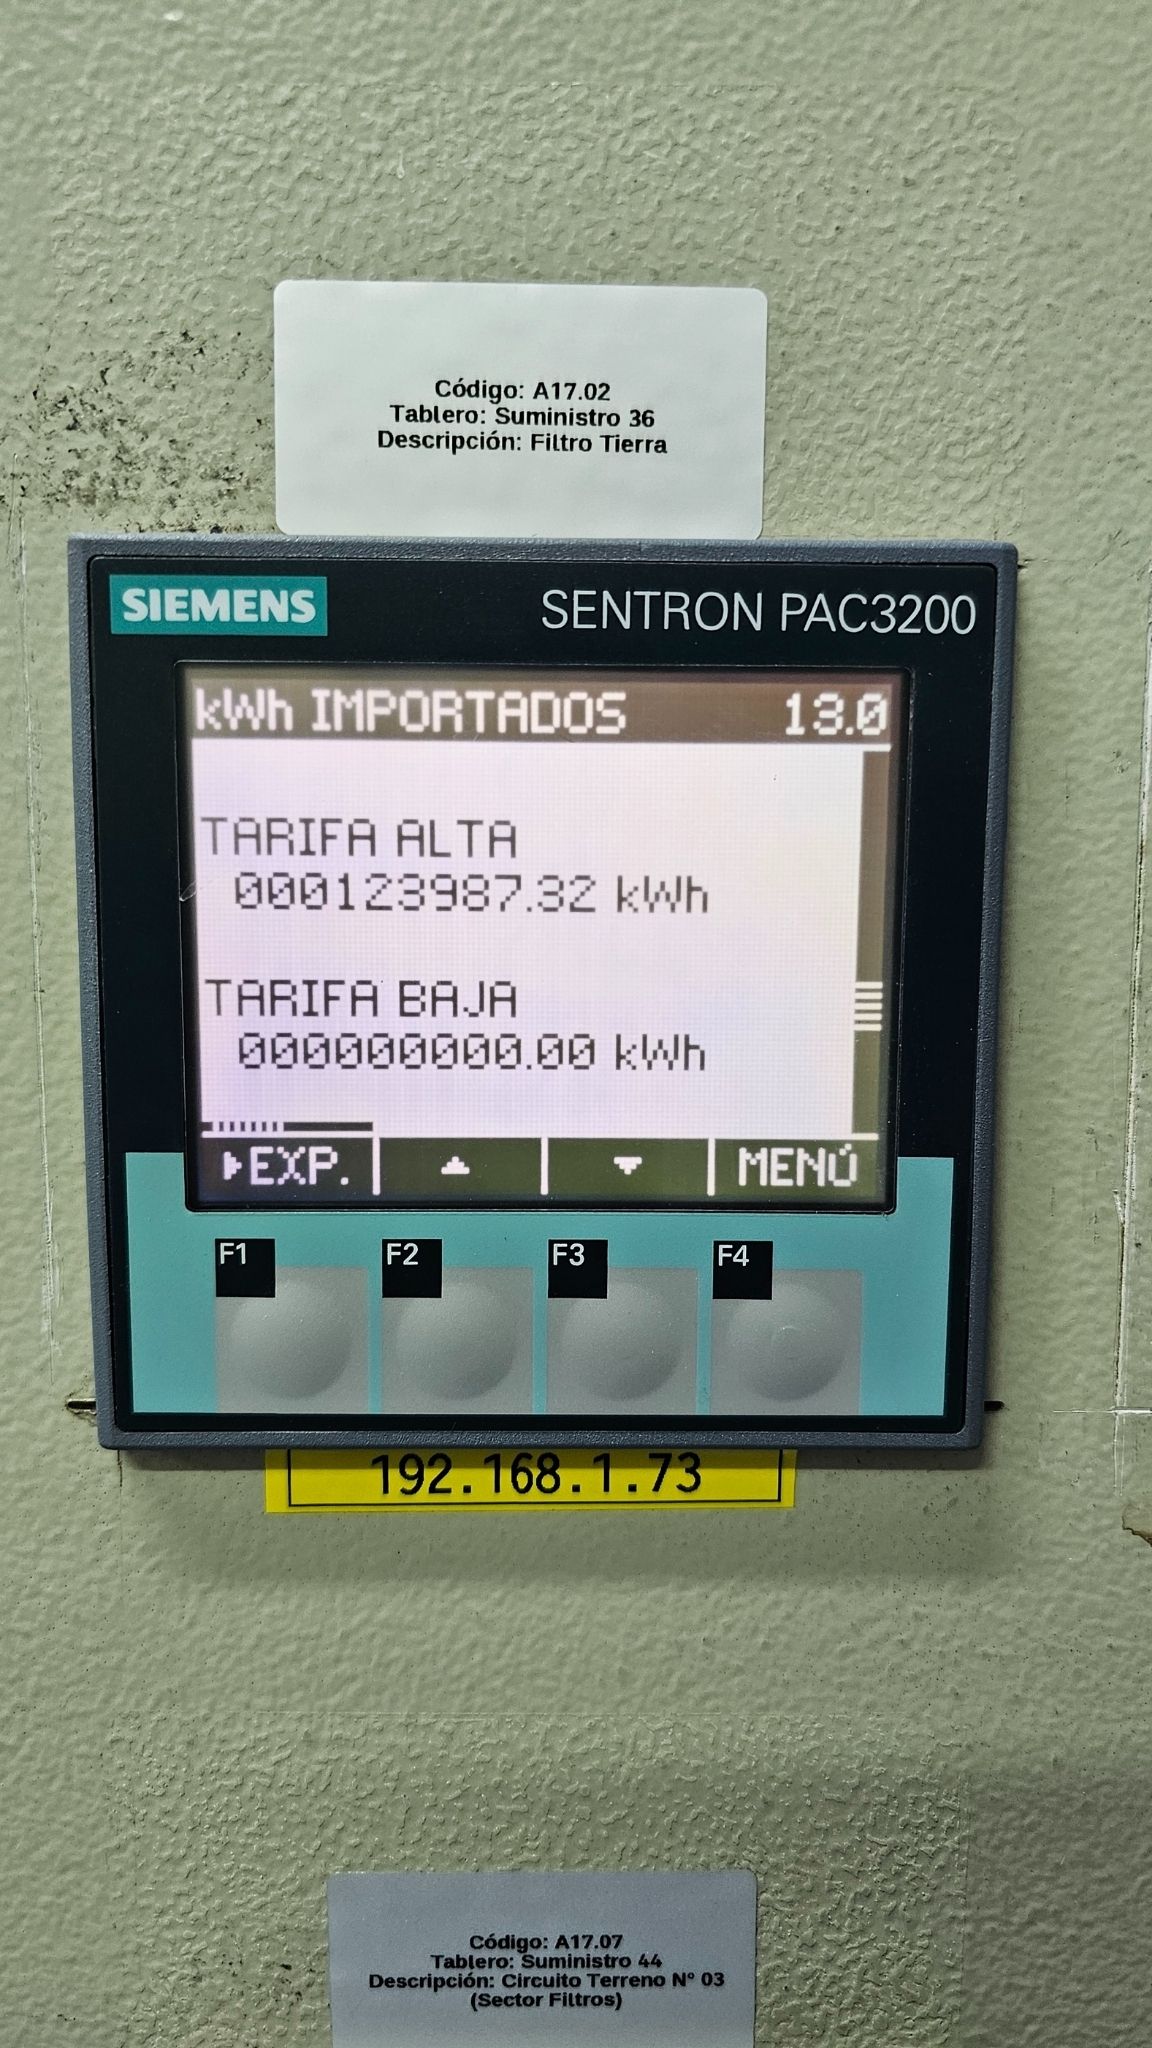 Código: A17.02
Tablero: Suministro 36
Descripción: Filtro Tierra
SIEMENS
SENTRON PAC3200
kWh IMPORTADOS 13.0
TARIFA ALTA
000123987.32 kWh
TARIFA BAJA
000000000.00 kWh
EXP. MENÚ
F1 F2 F3 F4
192.168.1.73
Código: A17.07
Tablero: Suministro 44
Descripción: Circuito Terreno N° 03
(Sector Filtros)